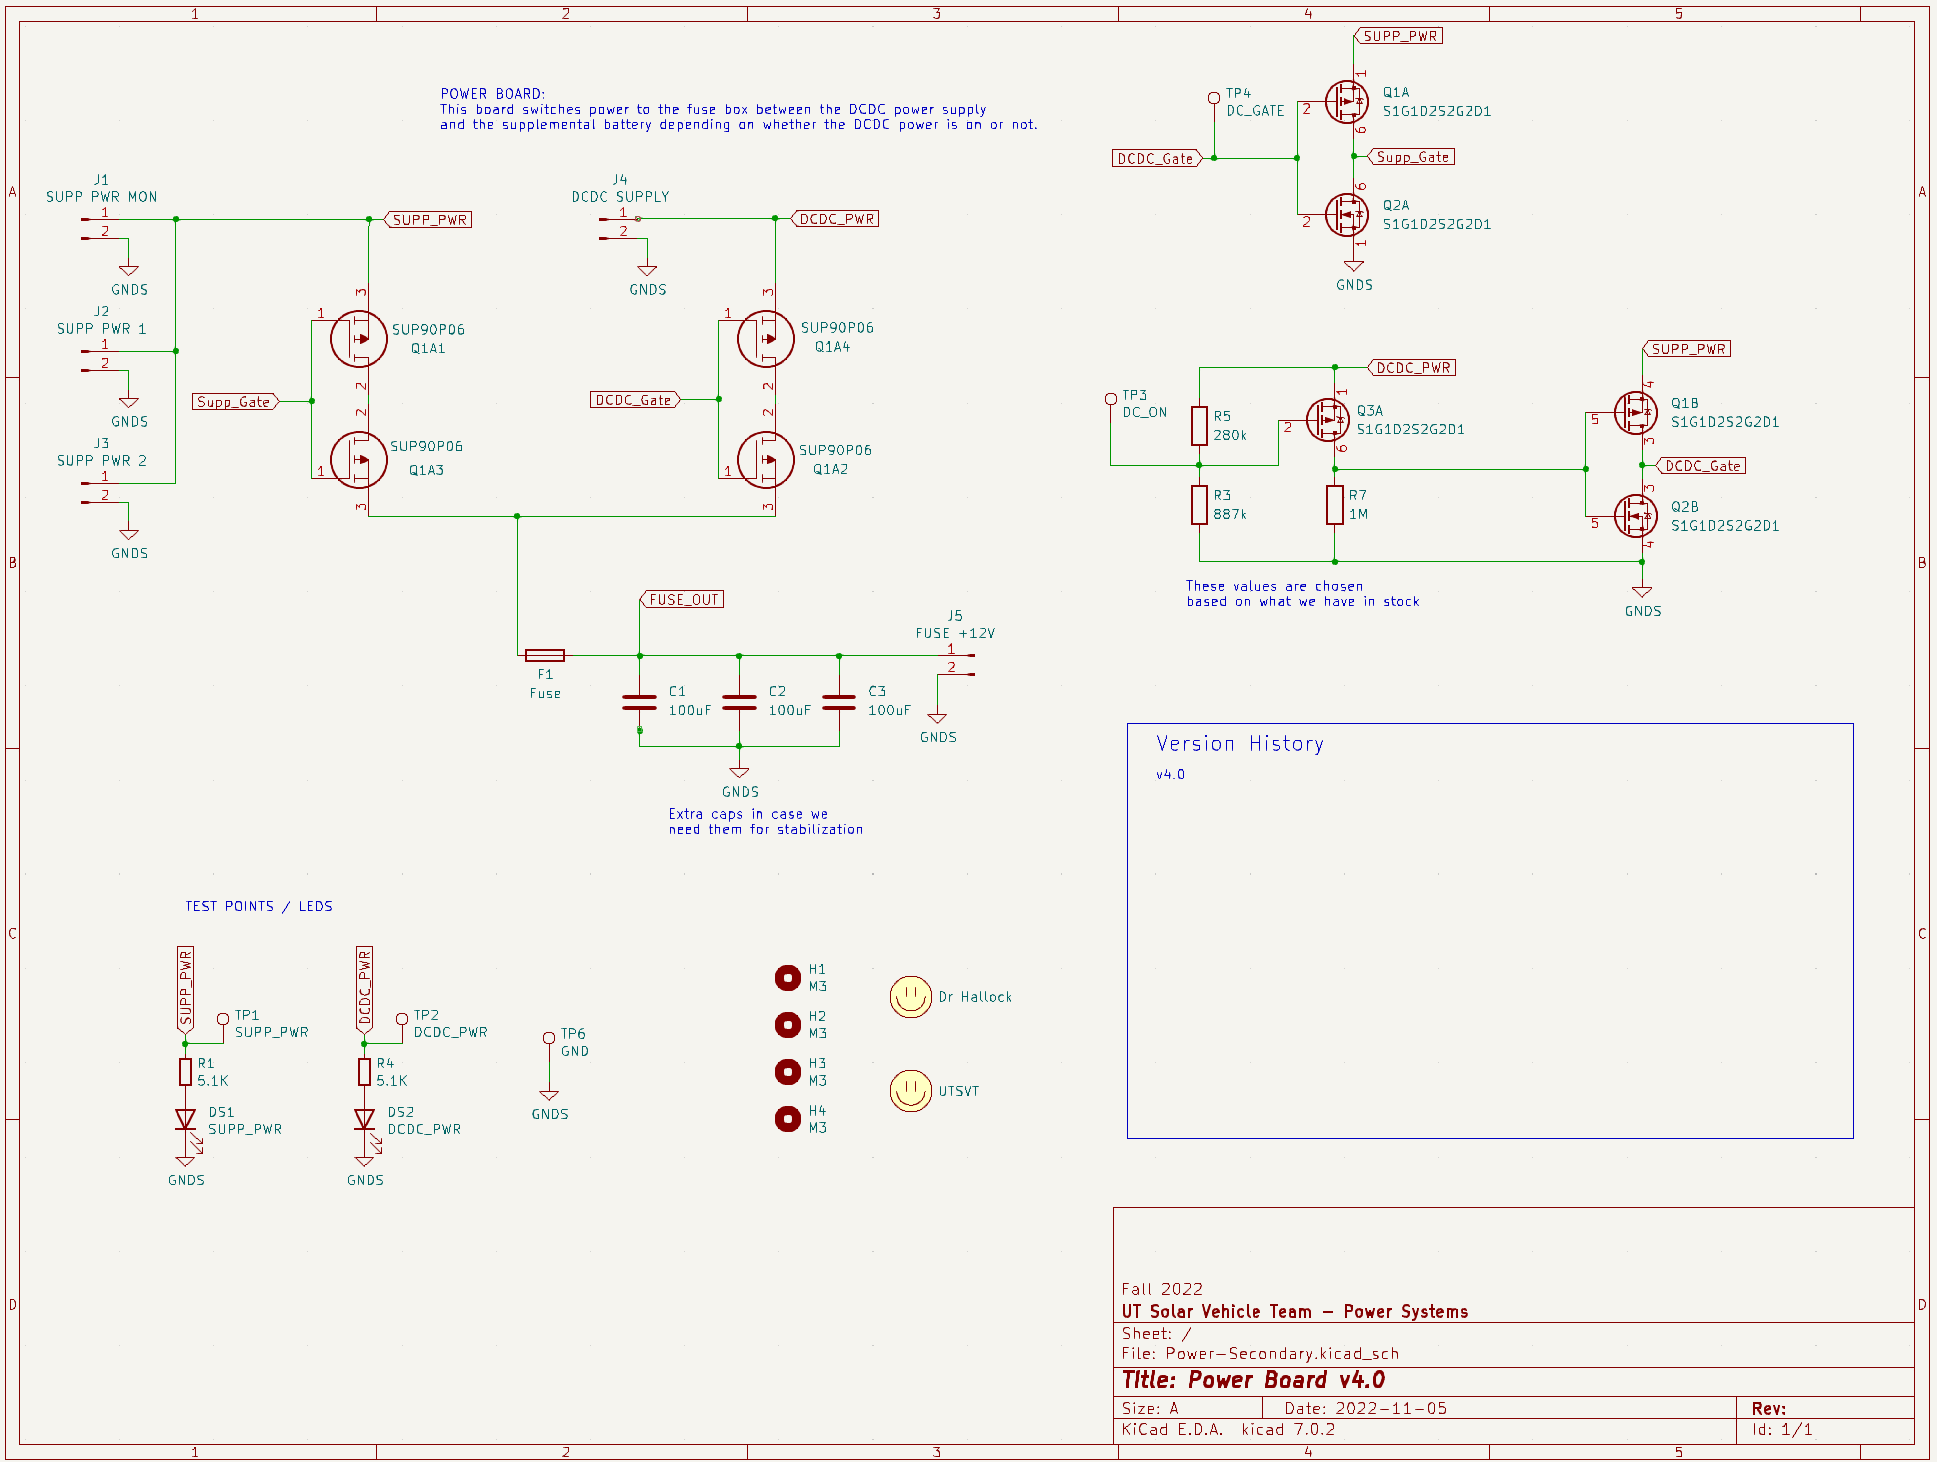 1 2 3 4 5
A
B
C
D
A
B
C
D
1 2 3 4 5
POWER BOARD:
This board switches power to the fuse box between the DCDC power supply
and the supplemental battery depending on whether the DCDC power is on or not.
J1
SUPP PWR MON
1
2
GNDS
J2
SUPP PWR 1
1
2
GNDS
J3
SUPP PWR 2
1
2
GNDS
SUPP_PWR
3
1
SUP90P06
Q1A1
2
2
Supp_Gate
SUP90P06
Q1A3
1
3
J4
DCDC SUPPLY
1
2
GNDS
DCDC_PWR
3
1
SUP90P06
Q1A4
2
2
DCDC_Gate
SUP90P06
Q1A2
1
3
FUSE_OUT
F1
Fuse
C1
100uF
C2
100uF
C3
100uF
GNDS
J5
FUSE +12V
1
2
GNDS
Extra caps in case we
need them for stabilization
SUPP_PWR
TP4
DC_GATE
DCDC_Gate
1
2
6
Q1A
S1G1D2S2G2D1
Supp_Gate
6
2
1
Q2A
S1G1D2S2G2D1
GNDS
TP3
DC_ON
DCDC_PWR
R5
280k
R3
887k
1
2
6
Q3A
S1G1D2S2G2D1
R7
1M
SUPP_PWR
4
5
3
Q1B
S1G1D2S2G2D1
DCDC_Gate
3
5
4
Q2B
S1G1D2S2G2D1
GNDS
These values are chosen
based on what we have in stock
Version History
v4.0
TEST POINTS / LEDS
SUPP_PWR
TP1
SUPP_PWR
R1
5.1K
DS1
SUPP_PWR
GNDS
DCDC_PWR
TP2
DCDC_PWR
R4
5.1K
DS2
DCDC_PWR
GNDS
TP6
GND
GNDS
H1
M3
H2
M3
H3
M3
H4
M3
Dr Hallock
UTSVT
Fall 2022
UT Solar Vehicle Team – Power Systems
Sheet: /
File: Power-Secondary.kicad_sch
Title: Power Board v4.0
Size: A Date: 2022-11-05 Rev:
KiCad E.D.A. kicad 7.0.2 Id: 1/1